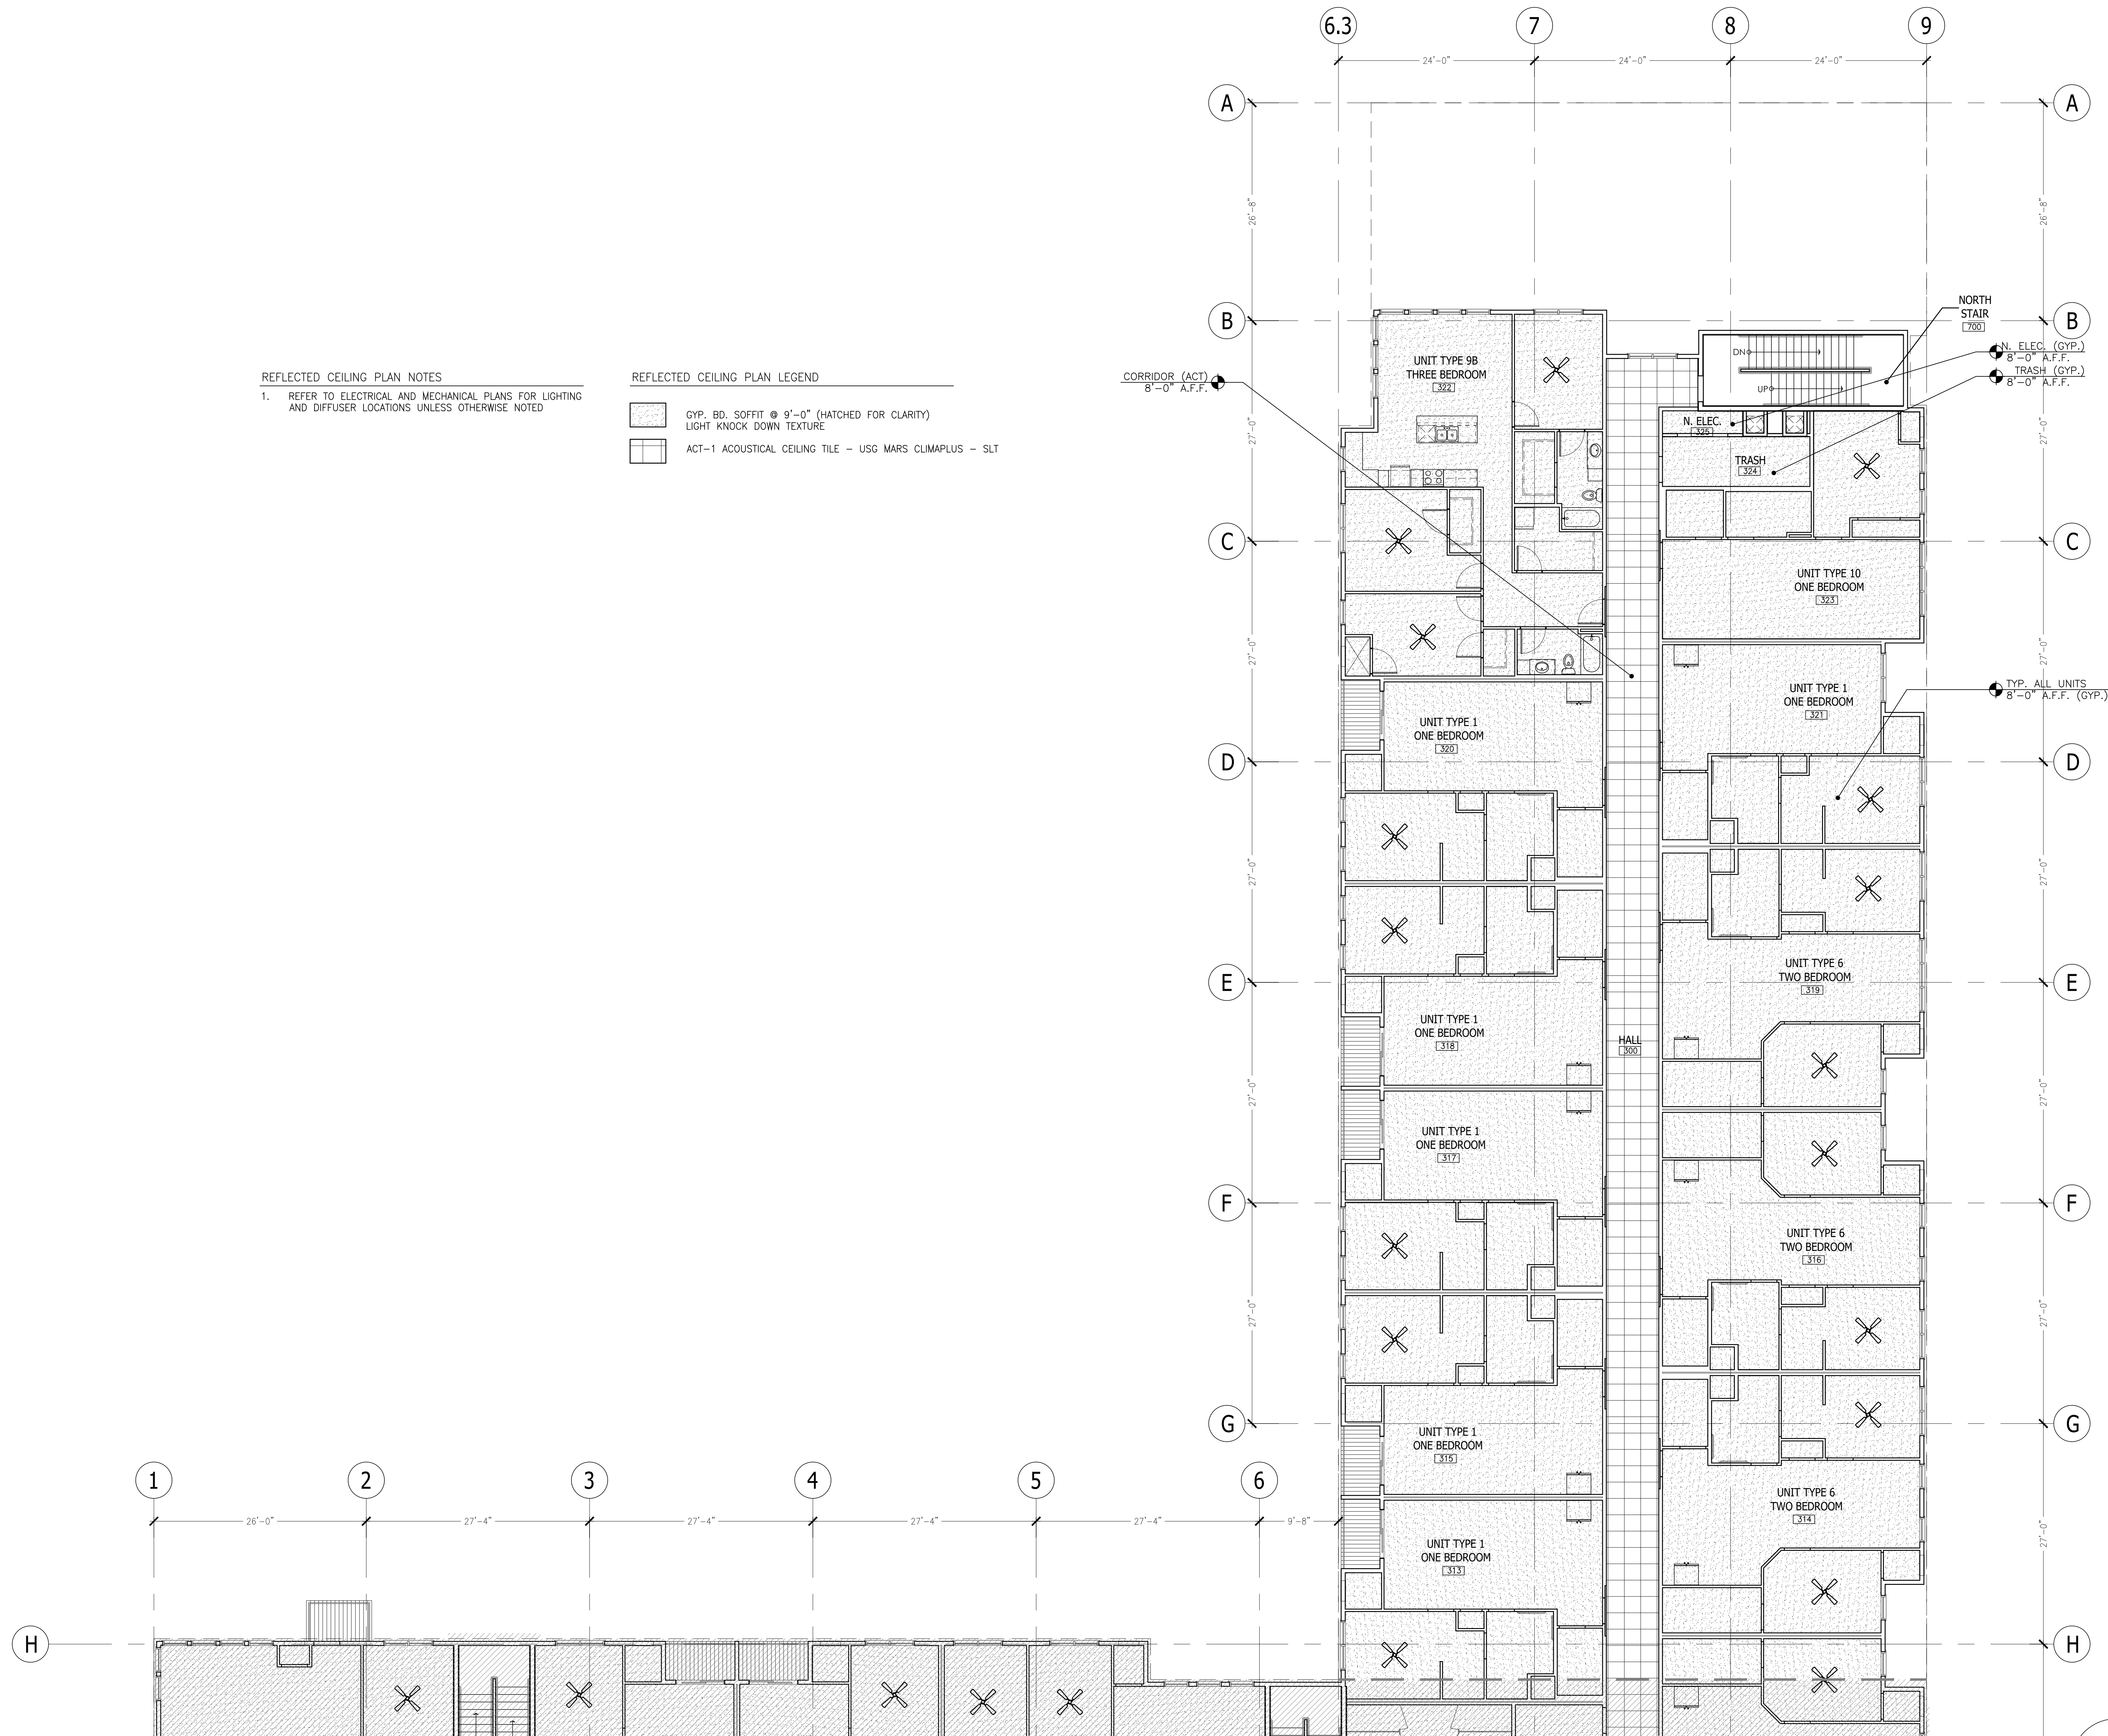 6.3 7 8 9
24'-0" 24'-0" 24'-0"
A A
26'-8" 26'-8"
B B
NORTH
STAIR
700
DN
UP
N. ELEC. (GYP.)
8'-0" A.F.F.
TRASH (GYP.)
8'-0" A.F.F.
REFLECTED CEILING PLAN NOTES
1. REFER TO ELECTRICAL AND MECHANICAL PLANS FOR LIGHTING
AND DIFFUSER LOCATIONS UNLESS OTHERWISE NOTED
REFLECTED CEILING PLAN LEGEND
GYP. BD. SOFFIT @ 9'-0" (HATCHED FOR CLARITY)
LIGHT KNOCK DOWN TEXTURE
ACT-1 ACOUSTICAL CEILING TILE - USG MARS CLIMAPLUS - SLT
CORRIDOR (ACT)
8'-0" A.F.F.
UNIT TYPE 9B
THREE BEDROOM
322
N. ELEC.
325
27'-0" 27'-0"
TRASH
324
C C
UNIT TYPE 10
ONE BEDROOM
323
27'-0" 27'-0"
UNIT TYPE 1
ONE BEDROOM
321
TYP. ALL UNITS
8'-0" A.F.F. (GYP.)
UNIT TYPE 1
ONE BEDROOM
320
D D
27'-0" 27'-0"
UNIT TYPE 6
TWO BEDROOM
319
E E
UNIT TYPE 1
ONE BEDROOM
318
HALL
300
27'-0" 27'-0"
UNIT TYPE 1
ONE BEDROOM
317
F F
UNIT TYPE 6
TWO BEDROOM
316
27'-0" 27'-0"
G G
UNIT TYPE 1
ONE BEDROOM
315
1 2 3 4 5 6
UNIT TYPE 6
TWO BEDROOM
314
26'-0" 27'-4" 27'-4" 27'-4" 27'-4" 9'-8"
27'-0"
UNIT TYPE 1
ONE BEDROOM
313
H H